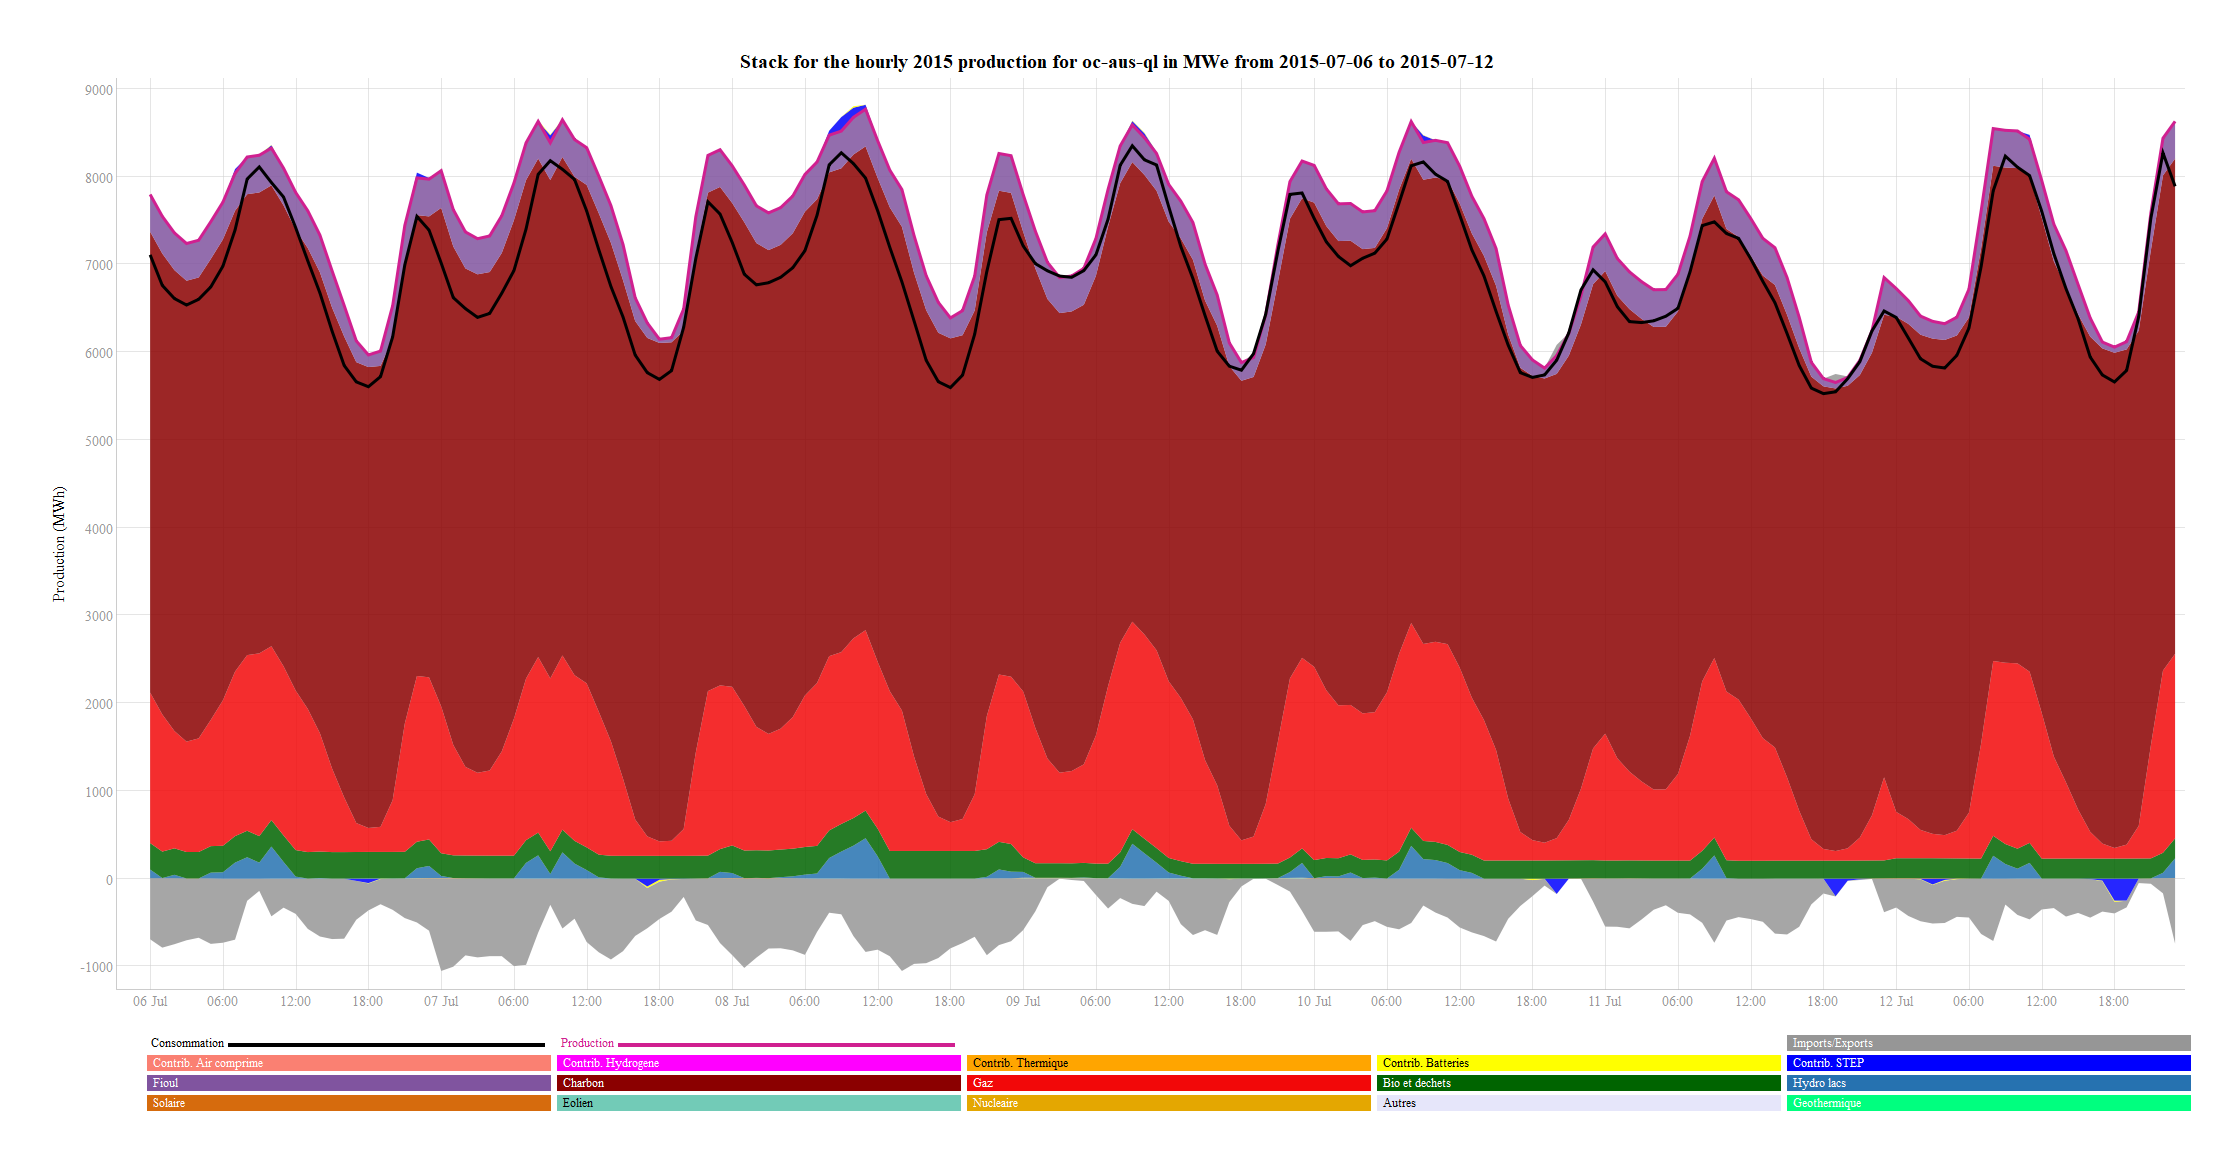 Stack for the hourly 2015 production for oc-aus-ql in MWe from 2015-07-06 to 2015-07-12
9000
8000
7000
6000
5000
4000
3000
2000
1000
0
-1000
Production (MWh)
06 Jul 06:00 12:00 18:00 07 Jul 06:00 12:00 18:00 08 Jul 06:00 12:00 18:00 09 Jul 06:00 12:00 18:00 10 Jul 06:00 12:00 18:00 11 Jul 06:00 12:00 18:00 12 Jul 06:00 12:00 18:00
Consommation Production Imports/Exports
Contrib. Air comprime Contrib. Hydrogene Contrib. Thermique Contrib. Batteries Contrib. STEP
Fioul Charbon Gaz Bio et dechets Hydro lacs
Solaire Eolien Nucleaire Autres Geothermique